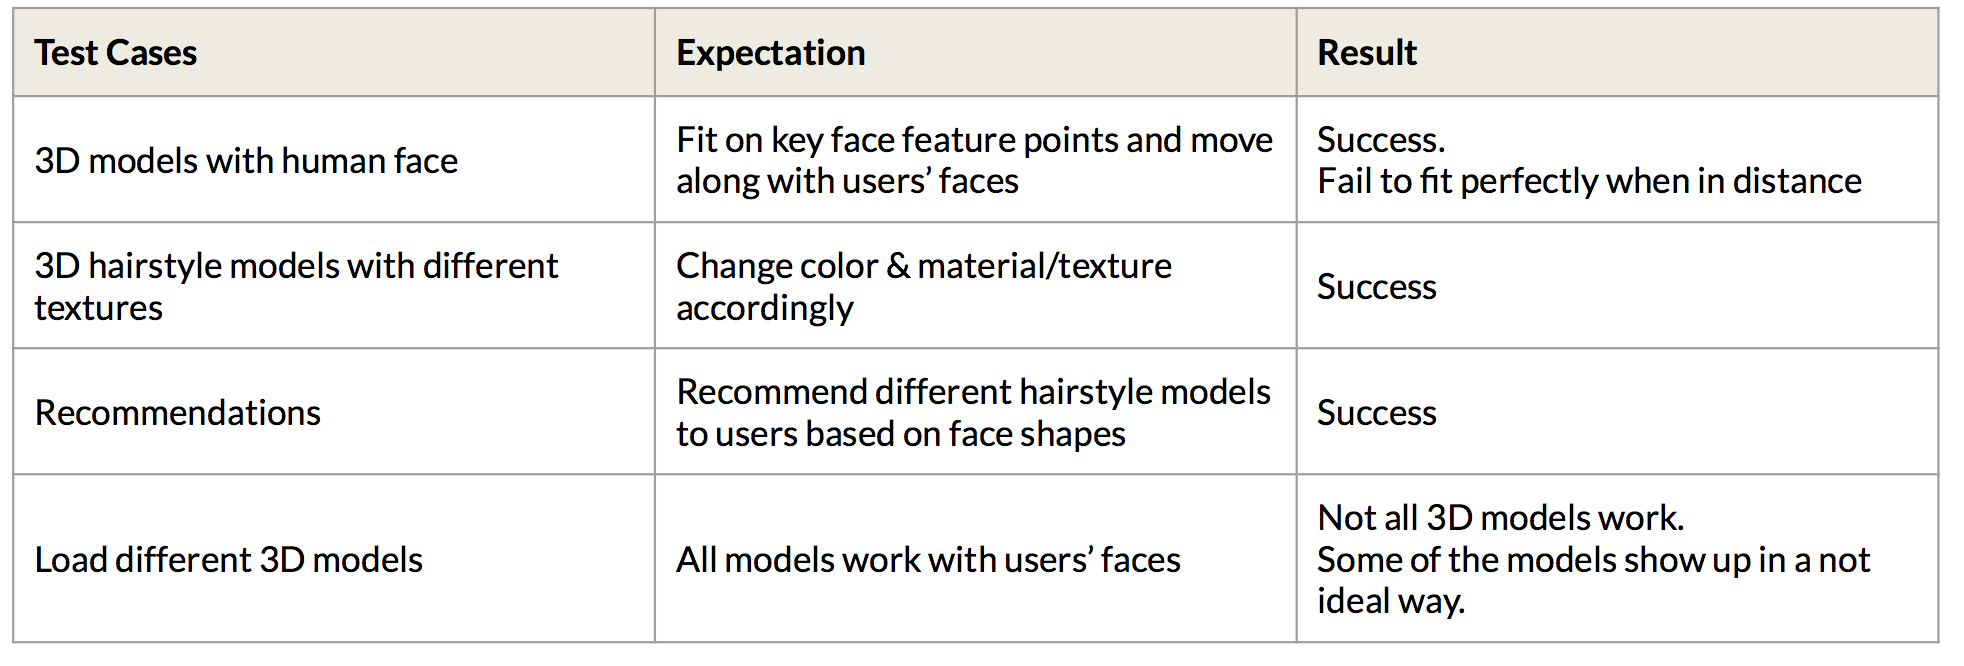 Test Cases
Expectation
Result
3D models with human face
Fit on key face feature points and move
along with users’ faces
Success.
Fail to fit perfectly when in distance
3D hairstyle models with different
textures
Change color & material/texture
accordingly
Success
Recommendations
Recommend different hairstyle models
to users based on face shapes
Success
Load different 3D models
All models work with users’ faces
Not all 3D models work.
Some of the models show up in a not
ideal way.